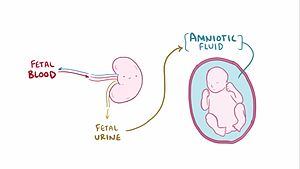 FETAL
BLOOD
FETAL
URINE
[AMNIOTIC
FLUID]